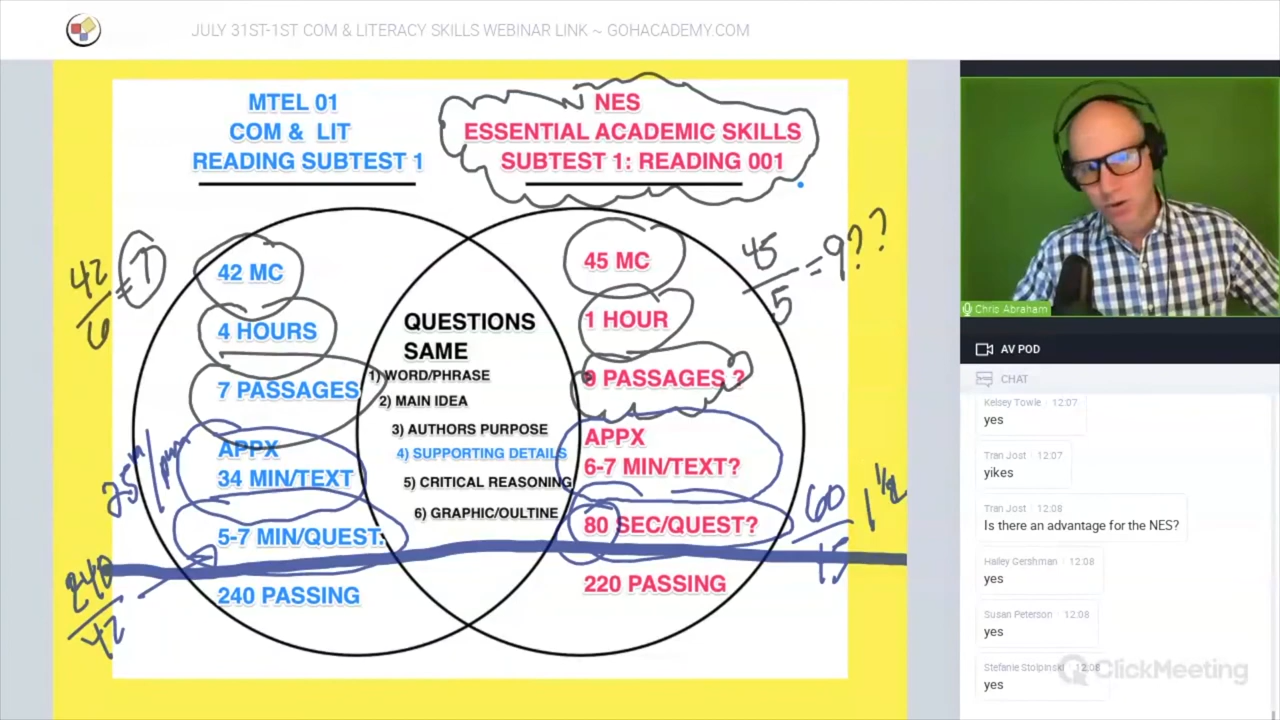 JULY 31ST-1ST COM & LITERACY SKILLS WEBINAR LINK ~ GOHACADEMY.COM
MTEL 01
COM & LIT
READING SUBTEST 1
NES
ESSENTIAL ACADEMIC SKILLS
SUBTEST 1: READING 001
42 MC
4 HOURS
7 PASSAGES
APPX
34 MIN/TEXT
5-7 MIN/QUEST.
240 PASSING
42
6
= 7
240
42
QUESTIONS
SAME
1) WORD/PHRASE
2) MAIN IDEA
3) AUTHORS PURPOSE
4) SUPPORTING DETAILS
5) CRITICAL REASONING
6) GRAPHIC/OULTINE
45 MC
1 HOUR
9 PASSAGES ?
APPX
6-7 MIN/TEXT?
80 SEC/QUEST?
220 PASSING
45
5
= 9??
60
Chris Abraham
AV POD
CHAT
Kelsey Towle · 12:07
yes
Tran Jost · 12:07
yikes
Tran Jost · 12:08
Is there an advantage for the NES?
Hailey Gershman · 12:08
yes
Susan Peterson · 12:08
yes
Stefanie Stolpinski · 12:08
yes
ClickMeeting